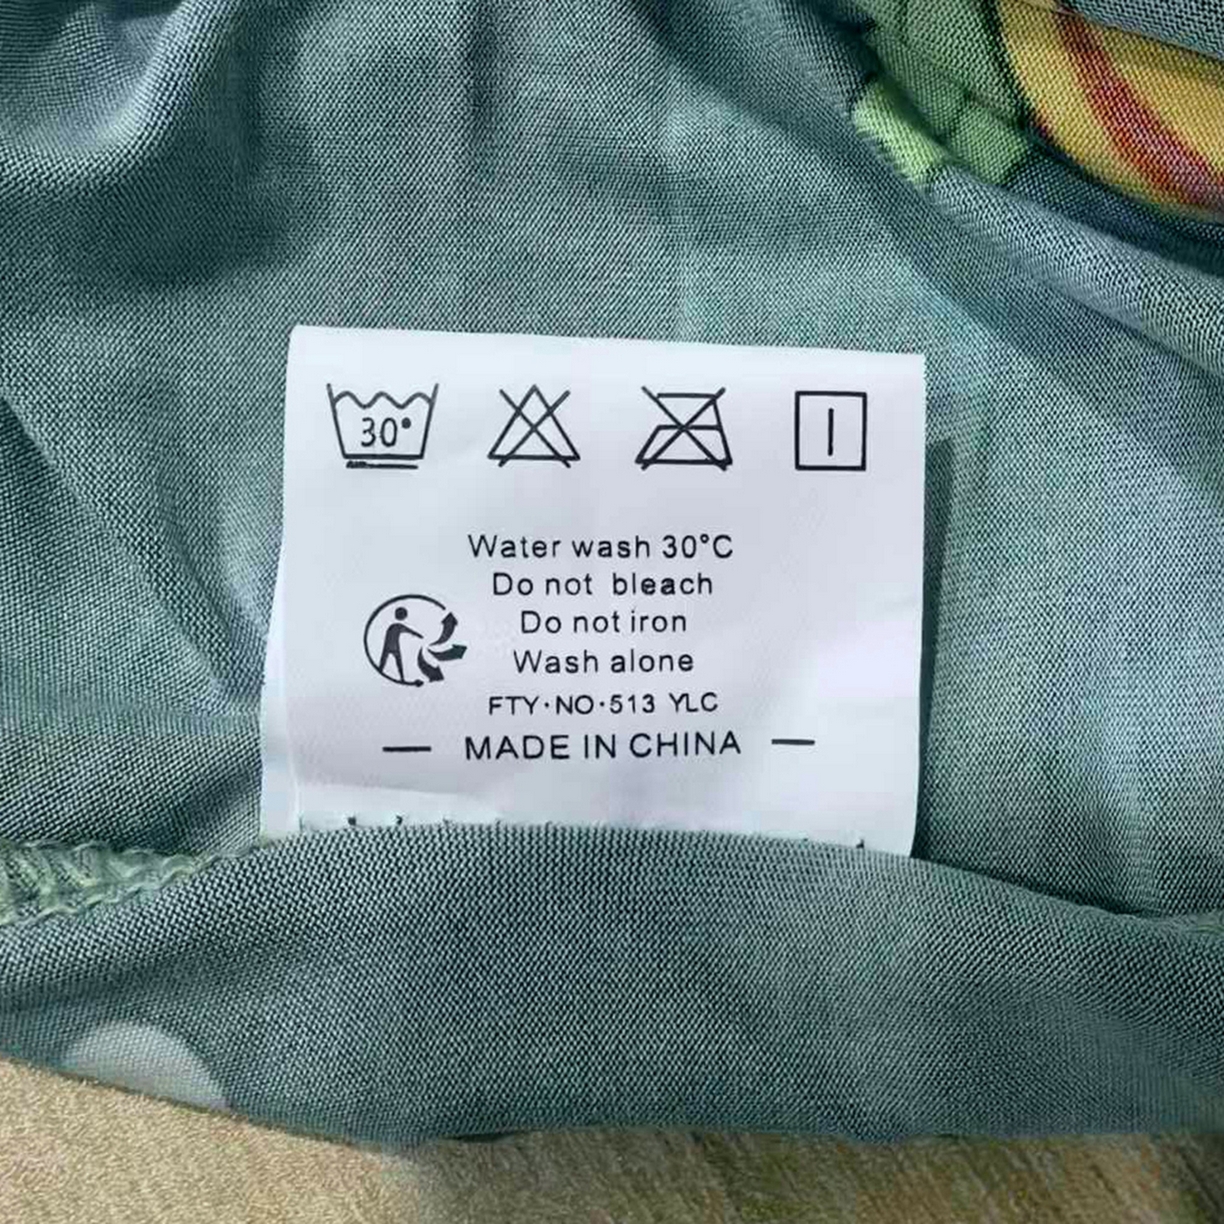 30°
Water wash 30°C
Do not bleach
Do not iron
Wash alone
FTY·NO·513 YLC
— MADE IN CHINA —